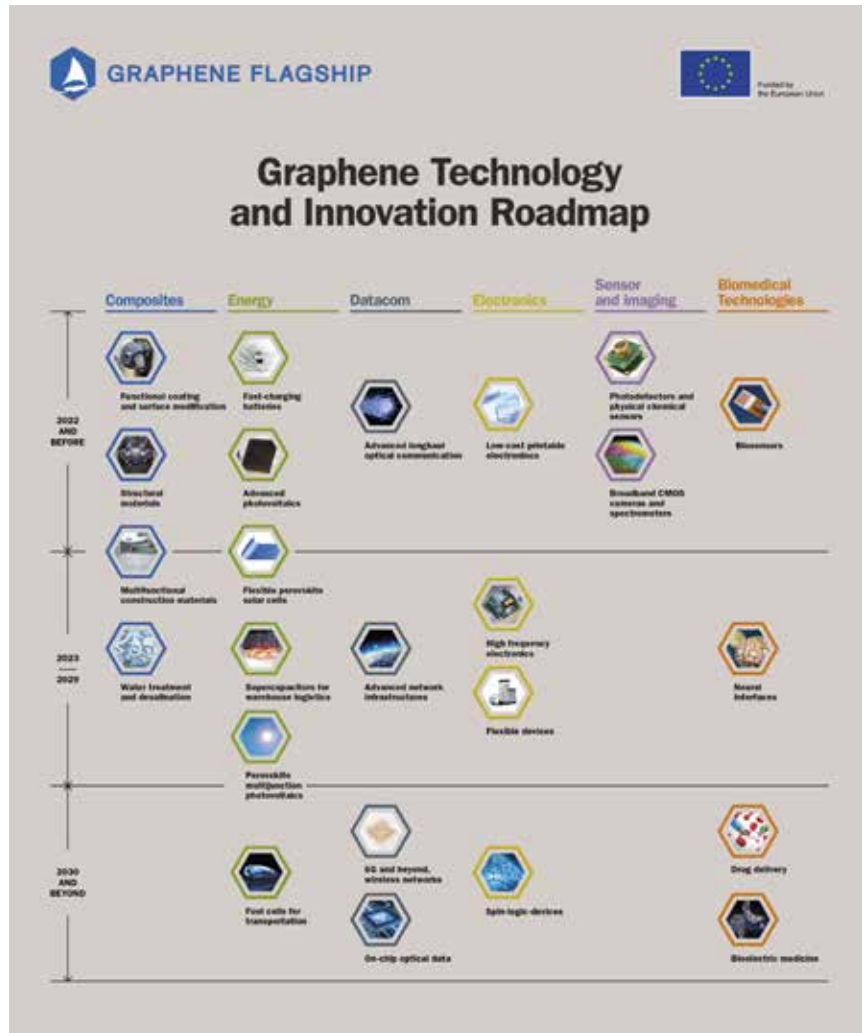 GRAPHENE FLAGSHIP
Funded by
the European Union
Graphene Technology
and Innovation Roadmap
Composites
Energy
Datacom
Electronics
Sensor
and imaging
Biomedical
Technologies
2022
AND
BEFORE
Functional coating
and surface modification
Fast-charging
batteries
Advanced longhaul
optical communication
Low cost printable
electronics
Photodetectors and
physical chemical
sensors
Biosensors
Structural
materials
Advanced
photovoltaics
Broadband CMOS
cameras and
spectrometers
Multifunctional
construction materials
Flexible perovskite
solar cells
2023
2029
High frequency
electronics
Water treatment
and desalination
Supercapacitors for
warehouse logistics
Advanced network
infrastructures
Flexible devices
Neural
interfaces
Perovskite
multijunction
photovoltaics
2030
AND
BEYOND
6G and beyond,
wireless networks
Drug delivery
Fuel cells for
transportation
Spin-logic-devices
On-chip optical data
Bioelectric medicine